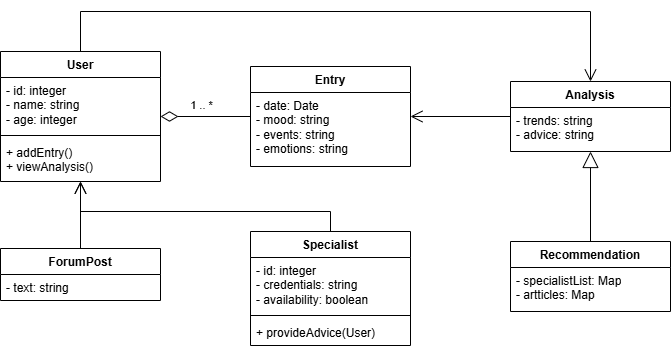 User
- id: integer
- name: string
- age: integer
+ addEntry()
+ viewAnalysis()
1 .. *
Entry
- date: Date
- mood: string
- events: string
- emotions: string
Analysis
- trends: string
- advice: string
ForumPost
- text: string
Specialist
- id: integer
- credentials: string
- availability: boolean
+ provideAdvice(User)
Recommendation
- specialistList: Map
- artticles: Map